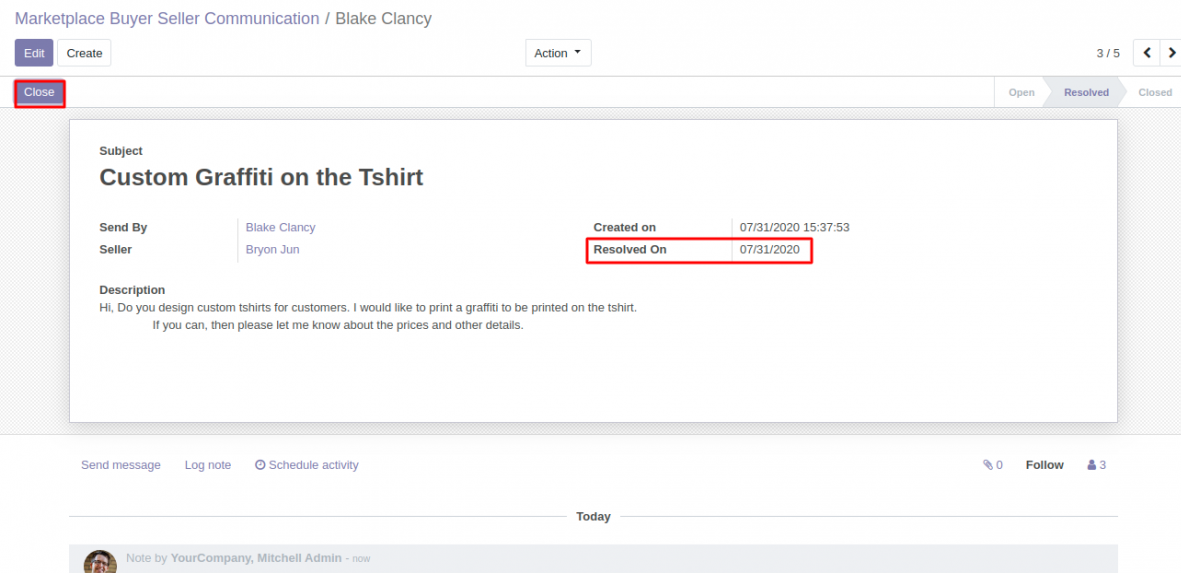 Marketplace Buyer Seller Communication / Blake Clancy
Edit Create Action 3 / 5
Close Open Resolved Closed
Subject
Custom Graffiti on the Tshirt
Send By Blake Clancy Created on 07/31/2020 15:37:53
Seller Bryon Jun Resolved On 07/31/2020
Description
Hi, Do you design custom tshirts for customers. I would like to print a graffiti to be printed on the tshirt.
If you can, then please let me know about the prices and other details.
Send message Log note Schedule activity 0 Follow 3
Today
Note by YourCompany, Mitchell Admin - now